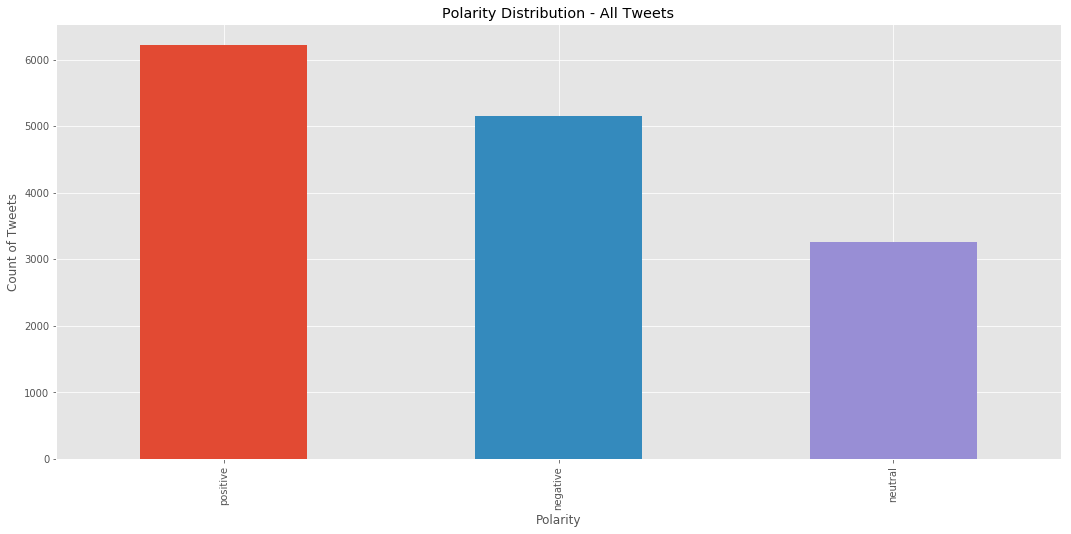 Polarity Distribution - All Tweets
6000
5000
4000
3000
2000
1000
0
Count of Tweets
positive
negative
neutral
Polarity